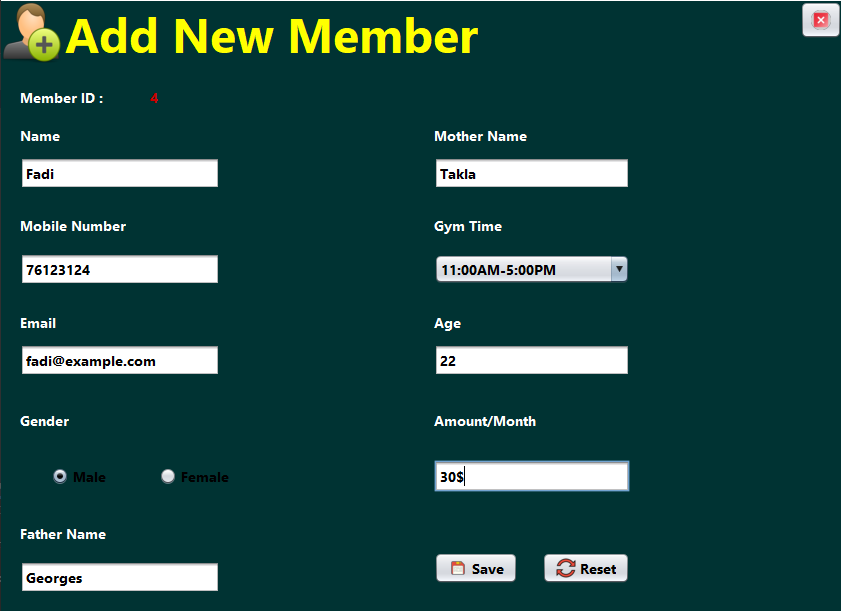 Add New Member
Member ID : 4
Name
Mother Name
Fadi
Takla
Mobile Number
Gym Time
76123124
11:00AM-5:00PM
Email
Age
fadi@example.com
22
Gender
Amount/Month
Male
Female
30$
Father Name
Georges
Save
Reset